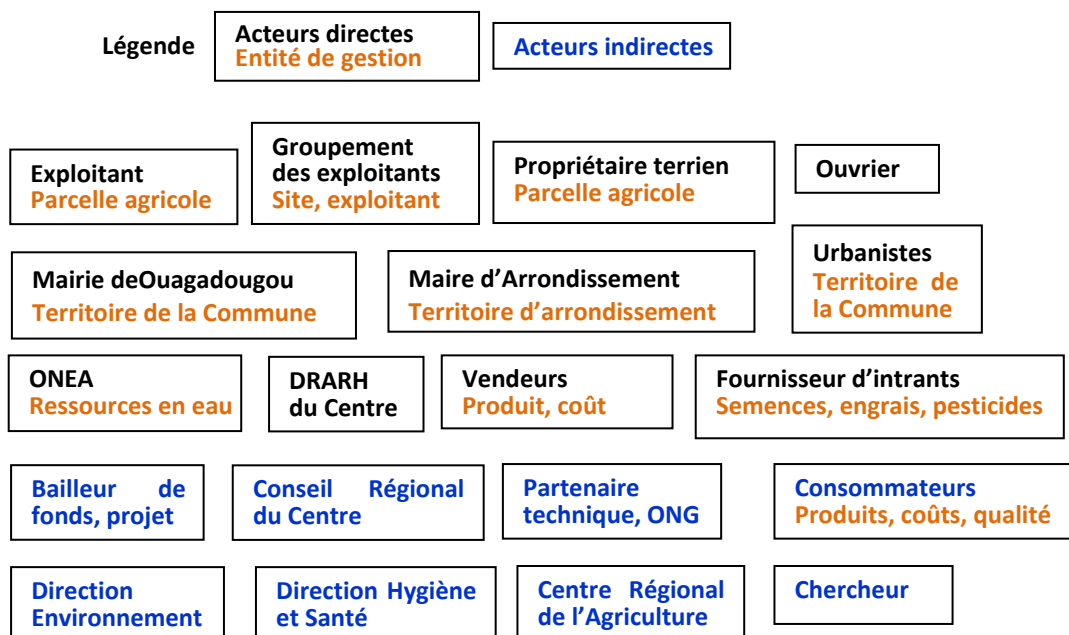 Légende
Acteurs directes
Entité de gestion
Acteurs indirectes
Exploitant
Parcelle agricole
Groupement
des exploitants
Site, exploitant
Propriétaire terrien
Parcelle agricole
Ouvrier
Mairie deOuagadougou
Territoire de la Commune
Maire d’Arrondissement
Territoire d’arrondissement
Urbanistes
Territoire de
la Commune
ONEA
Ressources en eau
DRARH
du Centre
Vendeurs
Produit, coût
Fournisseur d’intrants
Semences, engrais, pesticides
Bailleur de
fonds, projet
Conseil Régional
du Centre
Partenaire
technique, ONG
Consommateurs
Produits, coûts, qualité
Direction
Environnement
Direction Hygiène
et Santé
Centre Régional
de l’Agriculture
Chercheur